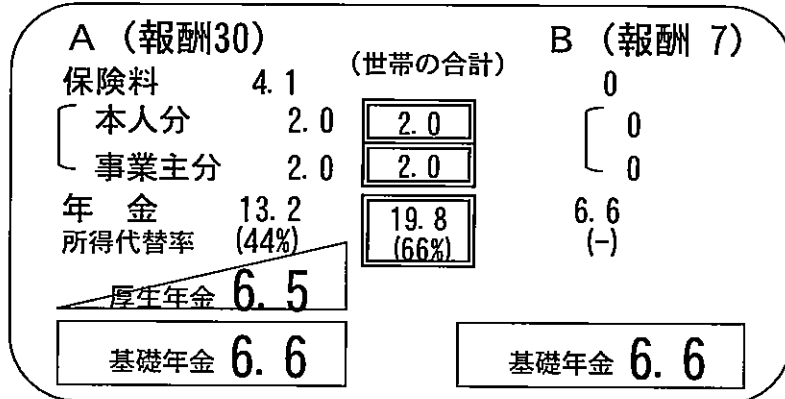 A (報酬30) B (報酬 7)
(世帯の合計)
保険料 4.1 0
本人分 2.0 2.0 0
事業主分 2.0 2.0 0
年 金 13.2 19.8 6.6
所得代替率 (44%) (66%) (-)
厚生年金 6.5
基礎年金 6.6 基礎年金 6.6